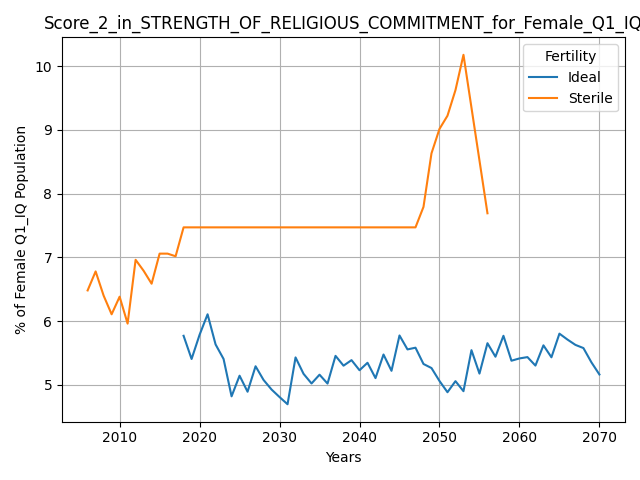 Score_2_in_STRENGTH_OF_RELIGIOUS_COMMITMENT_for_Female_Q1_IQ
Fertility
Ideal
Sterile
% of Female Q1_IQ Population
10
9
8
7
6
5
2010 2020 2030 2040 2050 2060 2070
Years